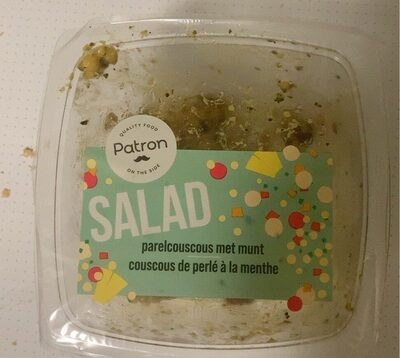 QUALITY FOOD
Patron
ON THE SIDE
SALAD
parelcouscous met munt
couscous de perlé à la menthe